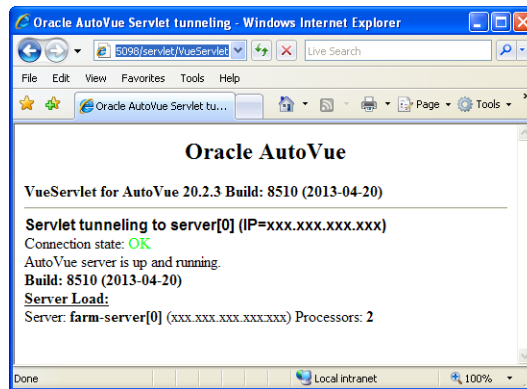 Oracle AutoVue Servlet tunneling - Windows Internet Explorer
5098/servlet/VueServlet
Live Search
File Edit View Favorites Tools Help
Oracle AutoVue Servlet tu...
Page Tools
Oracle AutoVue
VueServlet for AutoVue 20.2.3 Build: 8510 (2013-04-20)
Servlet tunneling to server[0] (IP=xxx.xxx.xxx.xxx)
Connection state: OK
AutoVue server is up and running.
Build: 8510 (2013-04-20)
Server Load:
Server: farm-server[0] (xxx.xxx.xxx.xxx:xxx) Processors: 2
Done Local intranet 100%